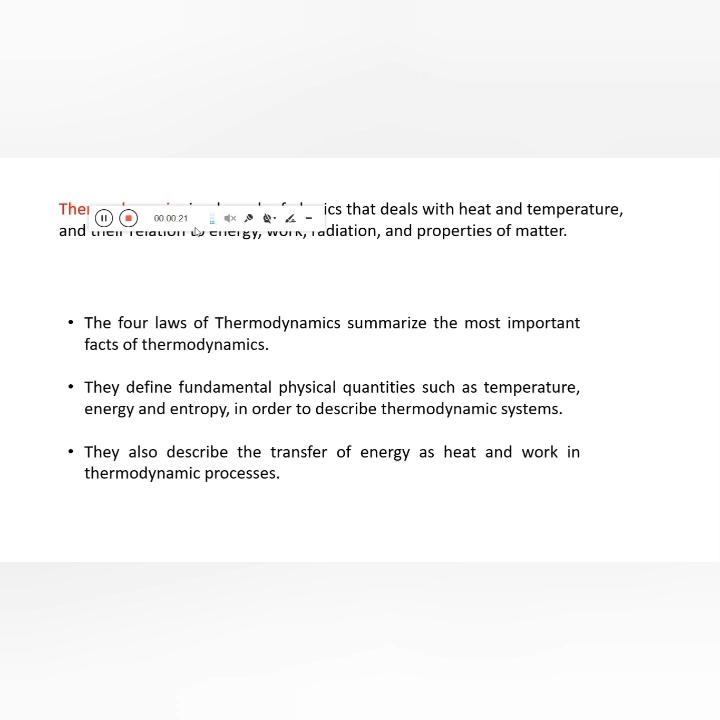 is a branch of physics that deals with heat and temperature,
and their relation to energy, work, radiation, and properties of matter.
00:00:21
• The four laws of Thermodynamics summarize the most important
facts of thermodynamics.
• They define fundamental physical quantities such as temperature,
energy and entropy, in order to describe thermodynamic systems.
• They also describe the transfer of energy as heat and work in
thermodynamic processes.